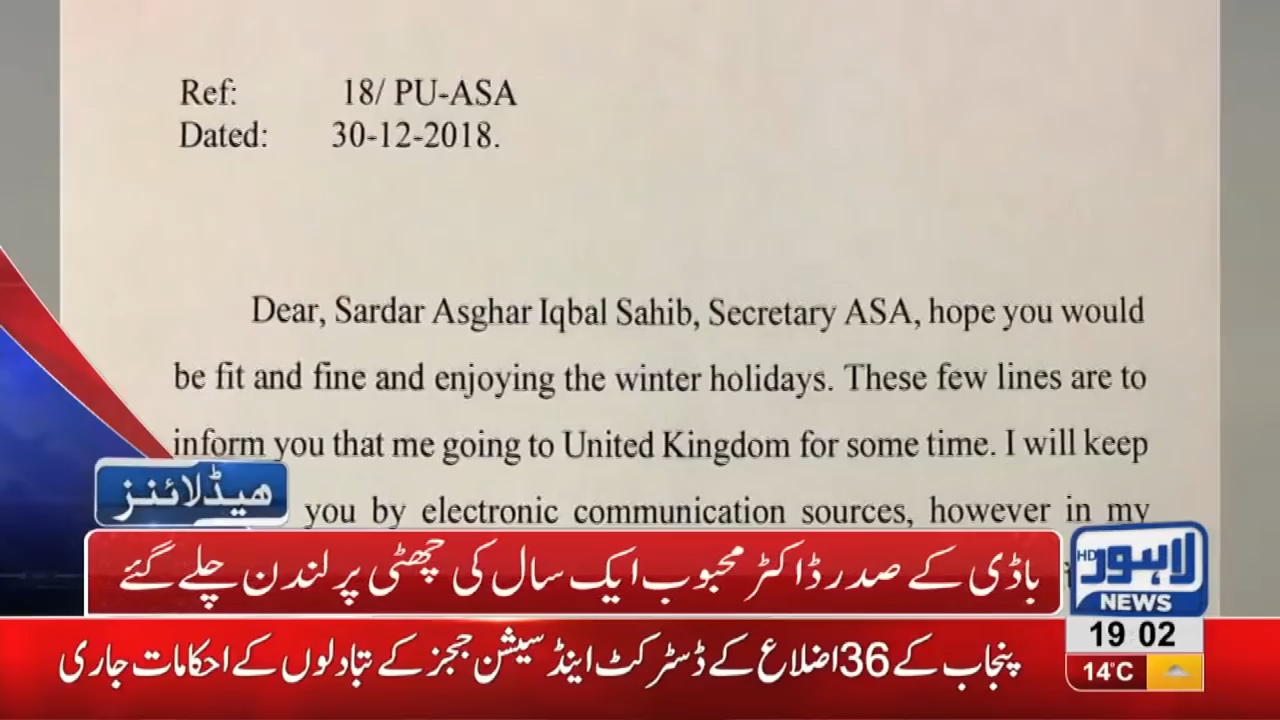 Ref: 18/ PU-ASA
Dated: 30-12-2018.
Dear, Sardar Asghar Iqbal Sahib, Secretary ASA, hope you would
be fit and fine and enjoying the winter holidays. These few lines are to
inform you that me going to United Kingdom for some time. I will keep
you by electronic communication sources, however in my
ھیڈلائنز
باڈی کے صدر ڈاکٹر محبوب ایک سال کی چھٹی پر لندن چلے گئے
لاہور HD
NEWS
19 02
14°C
پنجاب کے 36 اضلاع کے ڈسٹرکٹ اینڈ سیشن ججز کے تبادلوں کے احکامات جاری